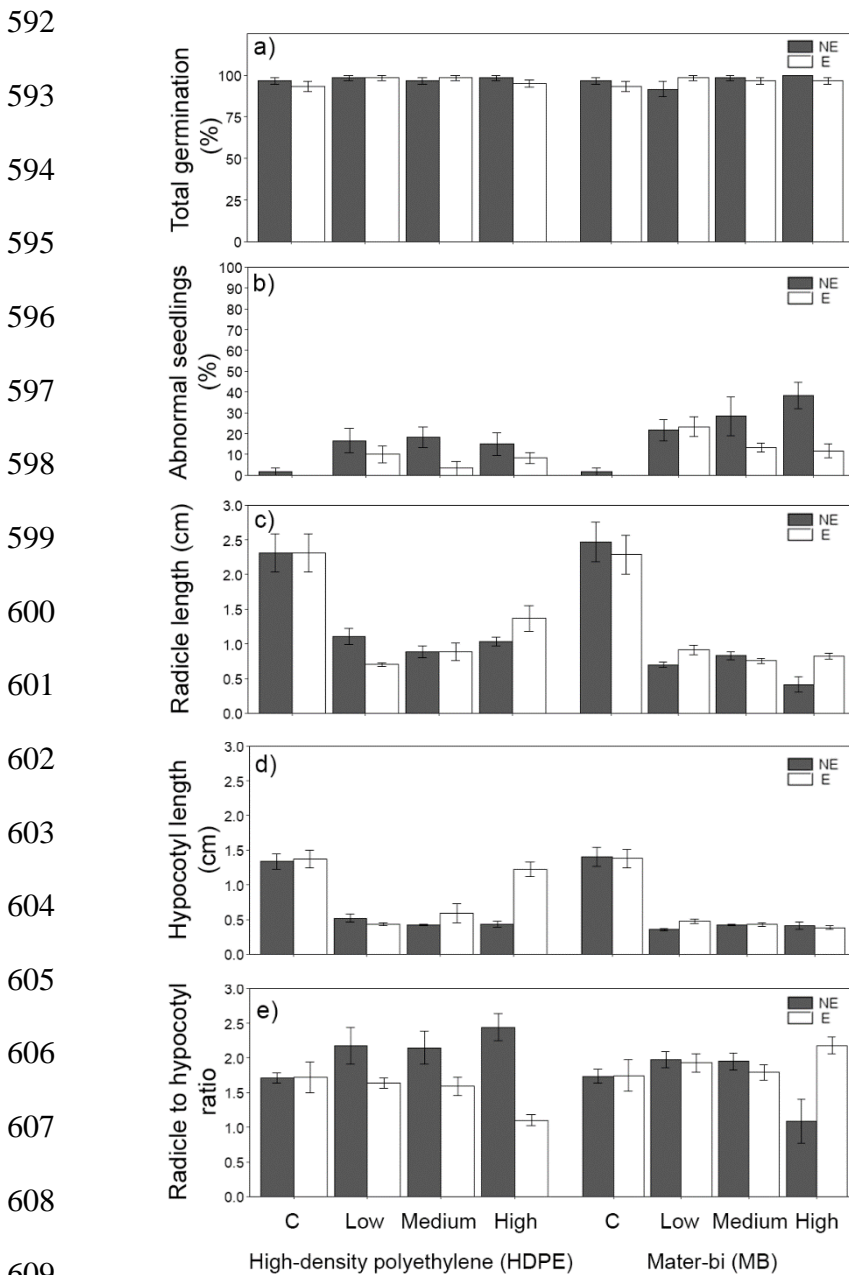 592
593
594
595
596
597
598
599
600
601
602
603
604
605
606
607
608
609
a)
NE
E
Total germination
(%)
100
75
50
25
0
b)
NE
E
Abnormal seedlings
(%)
100
90
80
70
60
50
40
30
20
10
0
c)
NE
E
Radicle length (cm)
3.0
2.5
2.0
1.5
1.0
0.5
0.0
d)
NE
E
Hypocotyl length
(cm)
3.0
2.5
2.0
1.5
1.0
0.5
0.0
e)
NE
E
Radicle to hypocotyl
ratio
3.0
2.5
2.0
1.5
1.0
0.5
0.0
C Low Medium High C Low Medium High
High-density polyethylene (HDPE) Mater-bi (MB)